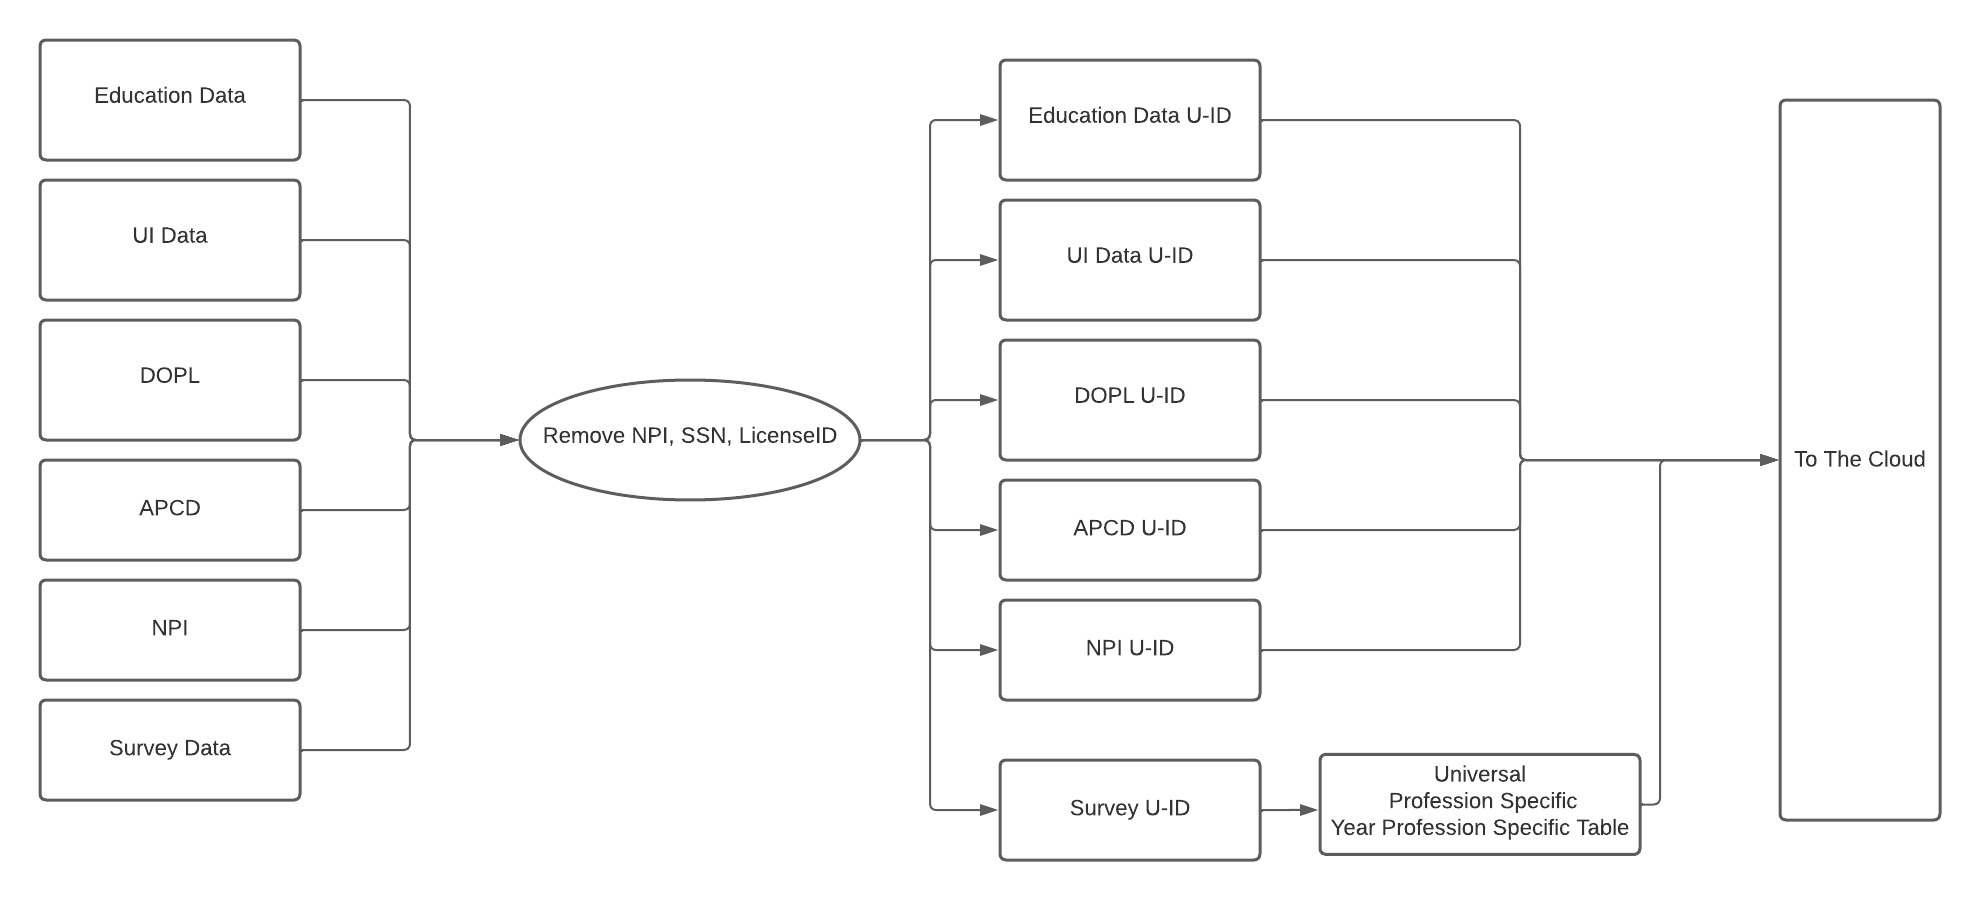 Education Data
UI Data
DOPL
APCD
NPI
Survey Data
Remove NPI, SSN, LicenseID
Education Data U-ID
UI Data U-ID
DOPL U-ID
APCD U-ID
NPI U-ID
Survey U-ID
Universal
Profession Specific
Year Profession Specific Table
To The Cloud